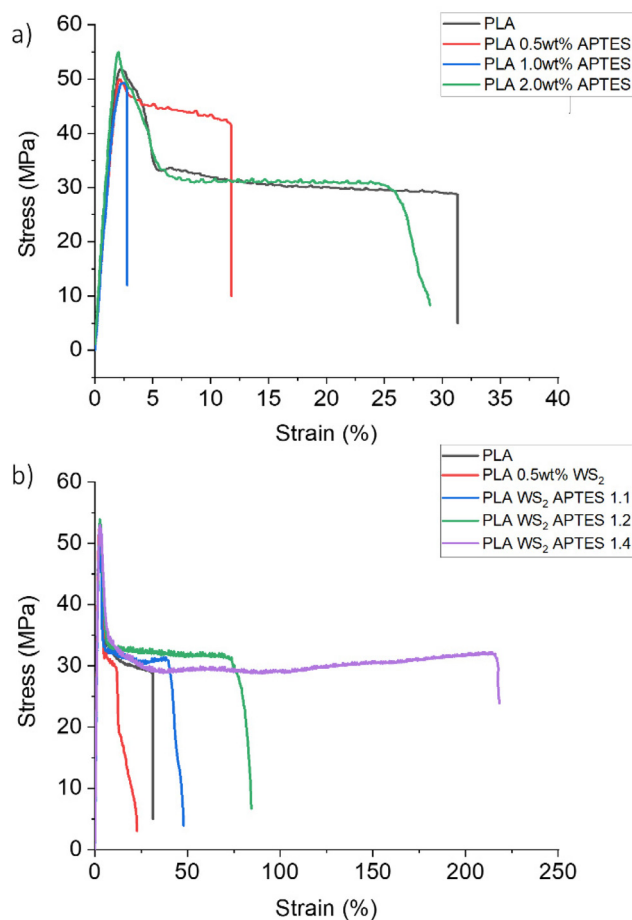 a)
PLA
PLA 0.5wt% APTES
PLA 1.0wt% APTES
PLA 2.0wt% APTES
60
50
40
30
20
10
0
Stress (MPa)
0 5 10 15 20 25 30 35 40
Strain (%)
b)
PLA
PLA 0.5wt% WS₂
PLA WS₂ APTES 1.1
PLA WS₂ APTES 1.2
PLA WS₂ APTES 1.4
60
50
40
30
20
10
0
Stress (MPa)
0 50 100 150 200 250
Strain (%)